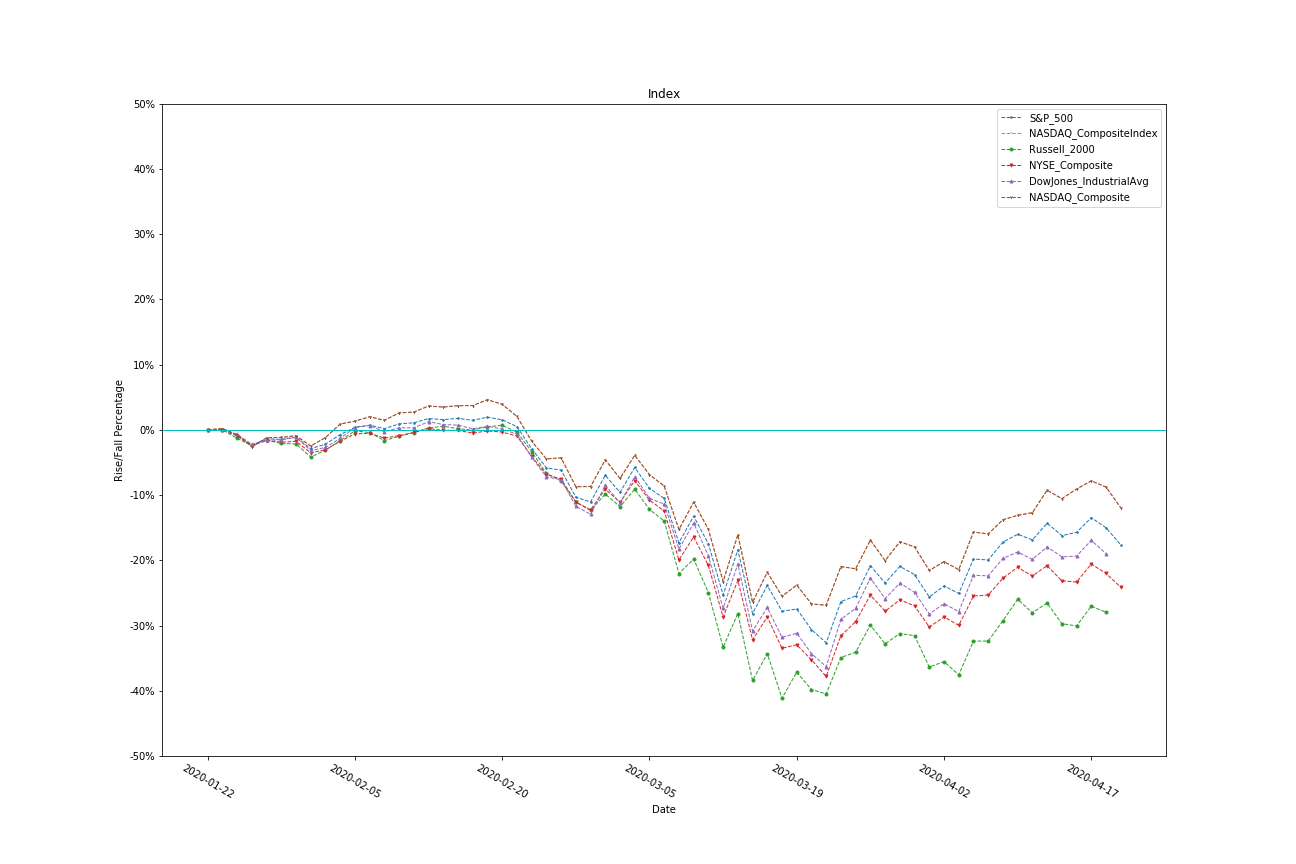 Index
50%
40%
30%
20%
10%
0%
-10%
-20%
-30%
-40%
-50%
Rise/Fall Percentage
S&P_500
NASDAQ_CompositeIndex
Russell_2000
NYSE_Composite
DowJones_IndustrialAvg
NASDAQ_Composite
2020-01-22
2020-02-05
2020-02-20
2020-03-05
2020-03-19
2020-04-02
2020-04-17
Date